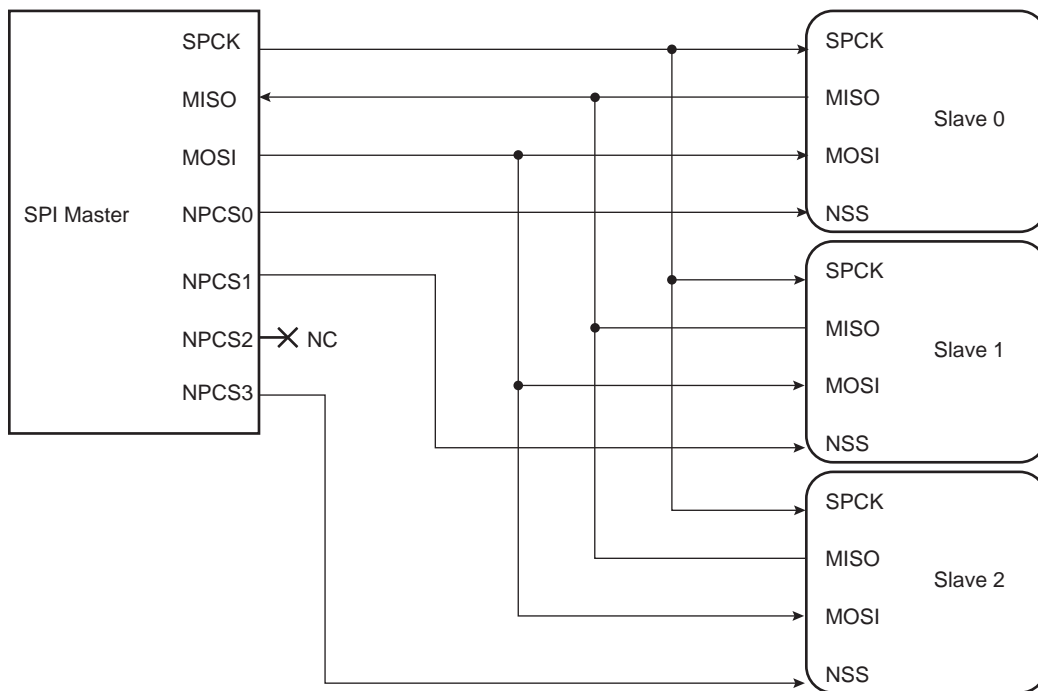 SPI Master
SPCK
MISO
MOSI
NPCS0
NPCS1
NPCS2
NC
NPCS3
SPCK
MISO
Slave 0
MOSI
NSS
SPCK
MISO
Slave 1
MOSI
NSS
SPCK
MISO
Slave 2
MOSI
NSS